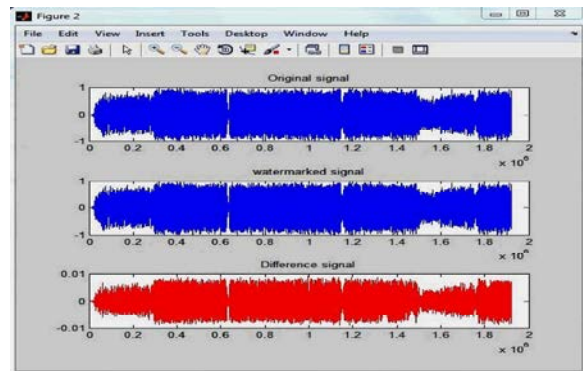 Figure 2
File Edit View Insert Tools Desktop Window Help
Original signal
1
0
-1
0 0.2 0.4 0.6 0.8 1 1.2 1.4 1.6 1.8 2
× 10^6
watermarked signal
1
0
-1
0 0.2 0.4 0.6 0.8 1 1.2 1.4 1.6 1.8 2
× 10^6
Difference signal
0.01
0
-0.01
0 0.2 0.4 0.6 0.8 1 1.2 1.4 1.6 1.8 2
× 10^6